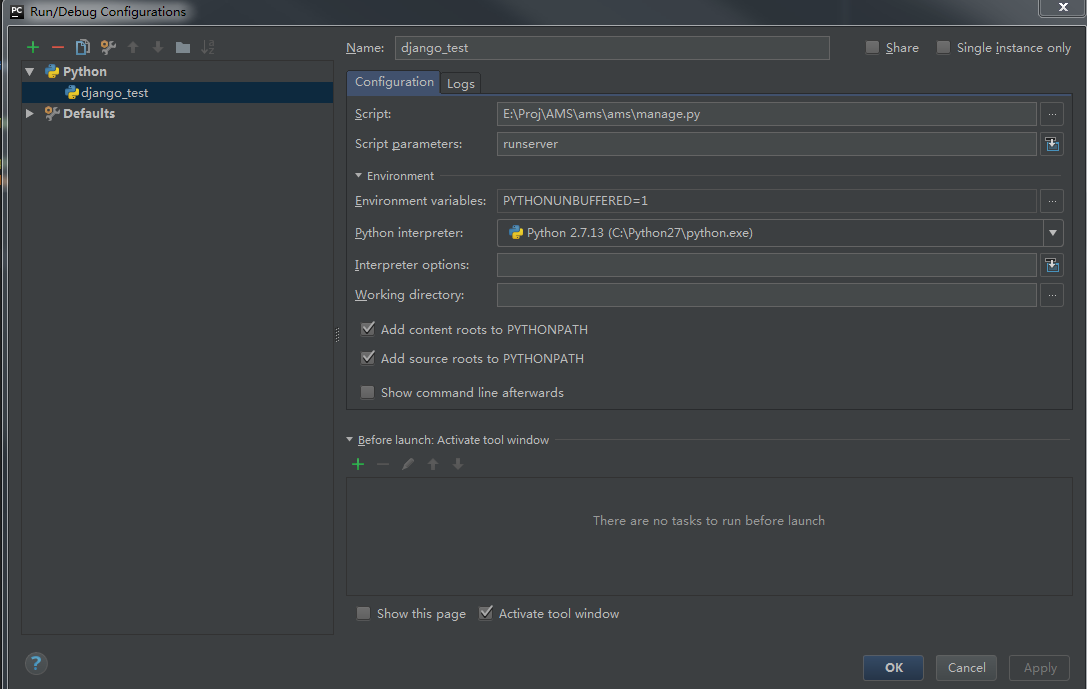 PC Run/Debug Configurations
Name: django_test Share Single instance only
Python
django_test
Defaults
Configuration Logs
Script: E:\Proj\AMS\ams\ams\manage.py ...
Script parameters: runserver
Environment
Environment variables: PYTHONUNBUFFERED=1 ...
Python interpreter: Python 2.7.13 (C:\Python27\python.exe)
Interpreter options:
Working directory: ...
Add content roots to PYTHONPATH
Add source roots to PYTHONPATH
Show command line afterwards
Before launch: Activate tool window
There are no tasks to run before launch
Show this page Activate tool window
? OK Cancel Apply